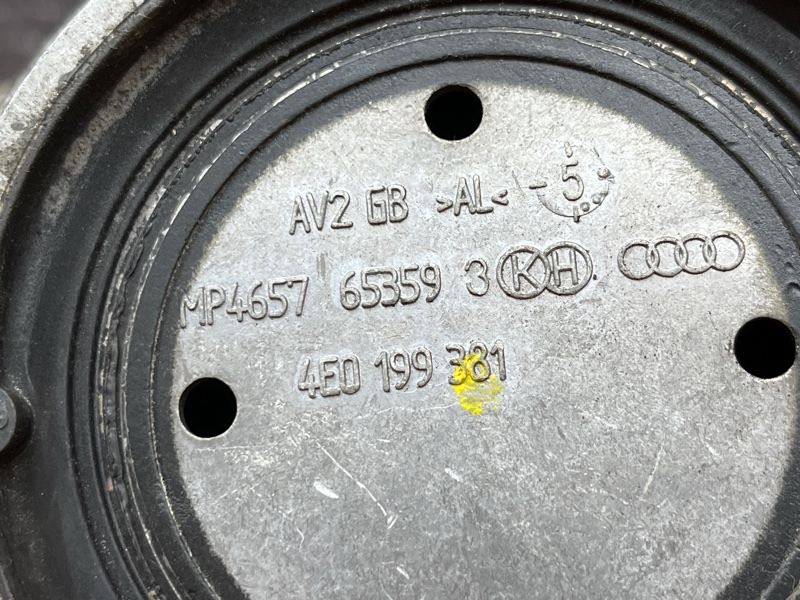 AV2 GB >AL< - 5
MP4657 65359 3 KH
4E0 199 381